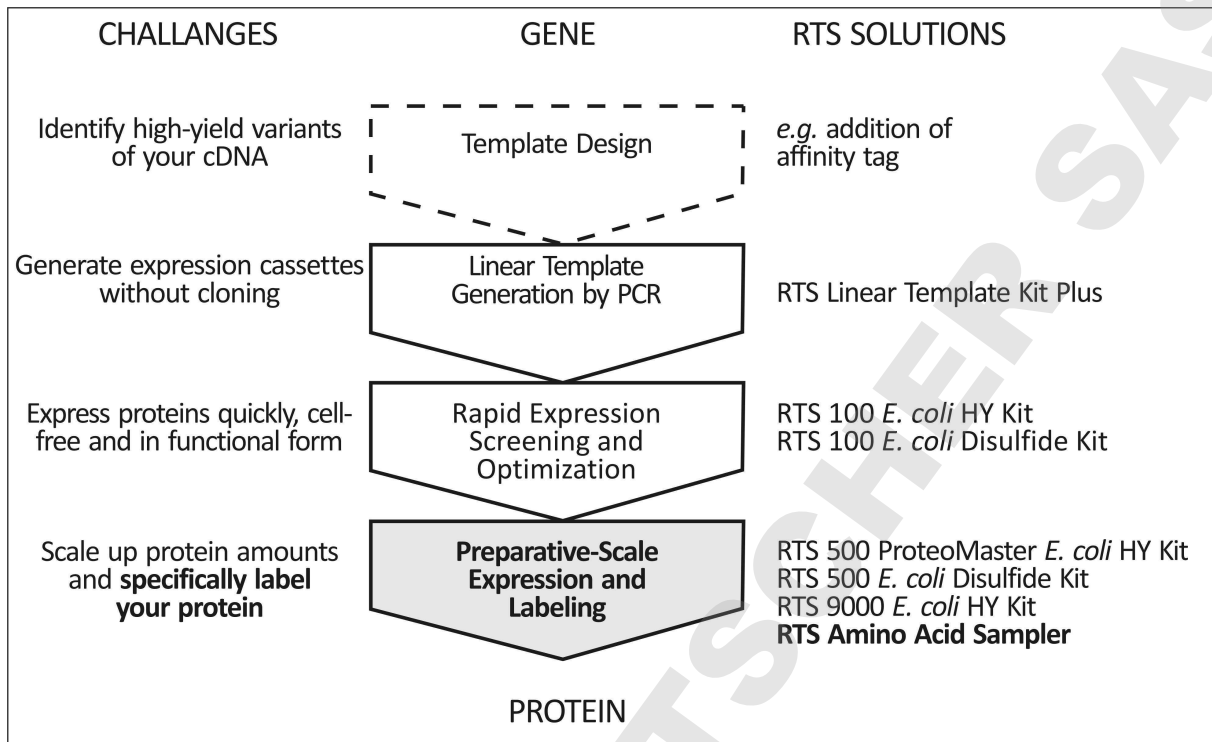 CHALLANGES GENE RTS SOLUTIONS
Identify high-yield variants
of your cDNA
Template Design
e.g. addition of
affinity tag
Generate expression cassettes
without cloning
Linear Template
Generation by PCR
RTS Linear Template Kit Plus
Express proteins quickly, cell-
free and in functional form
Rapid Expression
Screening and
Optimization
RTS 100 E. coli HY Kit
RTS 100 E. coli Disulfide Kit
Scale up protein amounts
and specifically label
your protein
Preparative-Scale
Expression and
Labeling
RTS 500 ProteoMaster E. coli HY Kit
RTS 500 E. coli Disulfide Kit
RTS 9000 E. coli HY Kit
RTS Amino Acid Sampler
PROTEIN